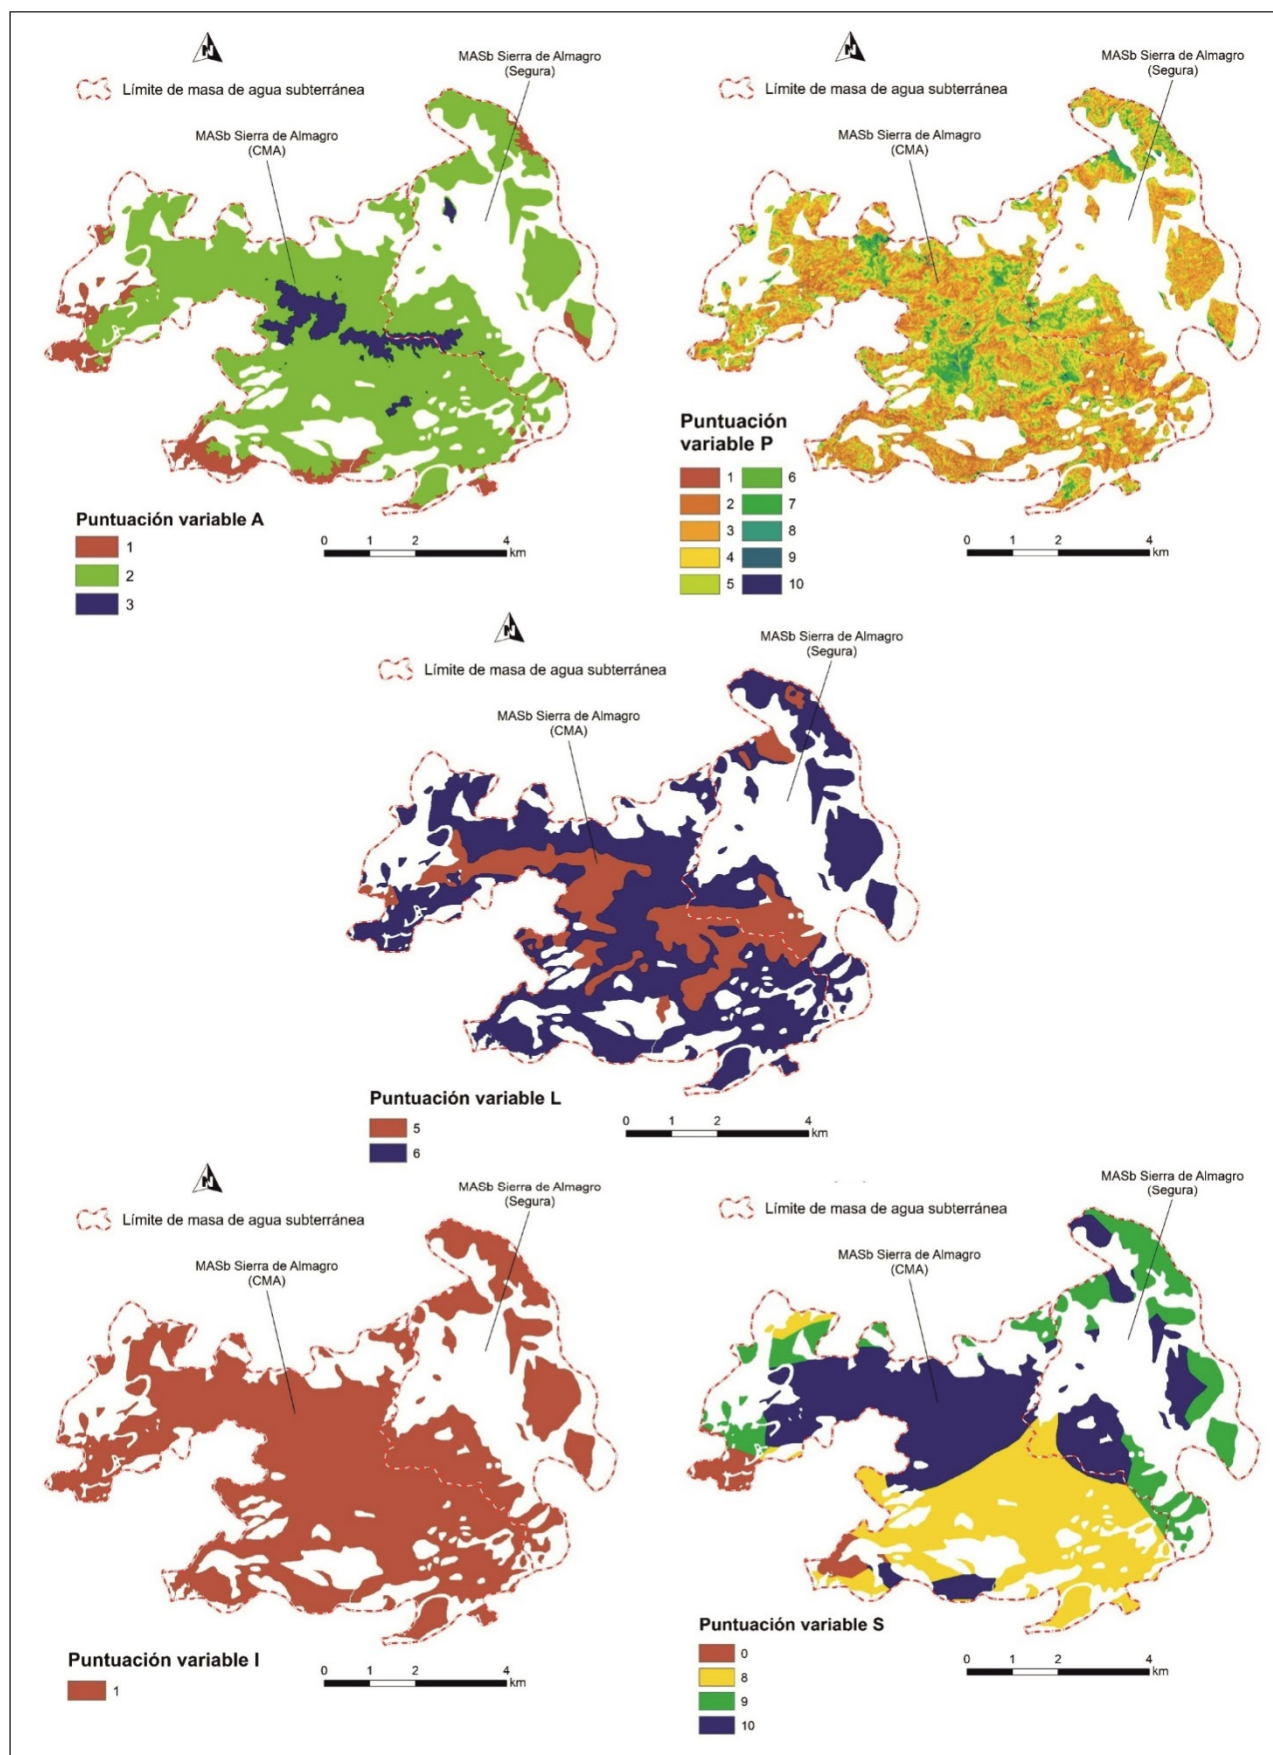 N
MASb Sierra de Almagro
(Segura)
Límite de masa de agua subterránea
MASb Sierra de Almagro
(CMA)
Puntuación variable A
1
2
3
0 1 2 4
km
N
MASb Sierra de Almagro
(Segura)
Límite de masa de agua subterránea
MASb Sierra de Almagro
(CMA)
Puntuación
variable P
1 6
2 7
3 8
4 9
5 10
0 1 2 4
km
N
MASb Sierra de Almagro
(Segura)
Límite de masa de agua subterránea
MASb Sierra de Almagro
(CMA)
Puntuación variable L
5
6
0 1 2 4
km
N
MASb Sierra de Almagro
(Segura)
Límite de masa de agua subterránea
MASb Sierra de Almagro
(CMA)
Puntuación variable I
1
0 1 2 4
km
MASb Sierra de Almagro
(Segura)
Límite de masa de agua subterránea
MASb Sierra de Almagro
(CMA)
Puntuación variable S
0
8
9
10
0 1 2 4
km